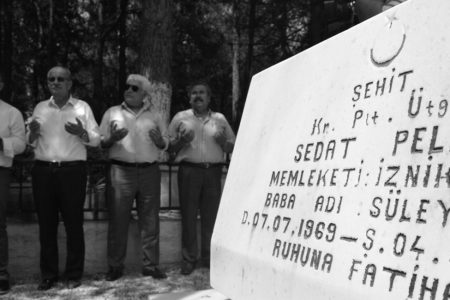 ŞEHİT
Kr. Plt. Ütğ
SEDAT PEL
MEMLEKETİ: İZNİK
BABA ADI : SÜLEY
D.07.07.1969 - Ş.04.
RUHUNA FATİHA